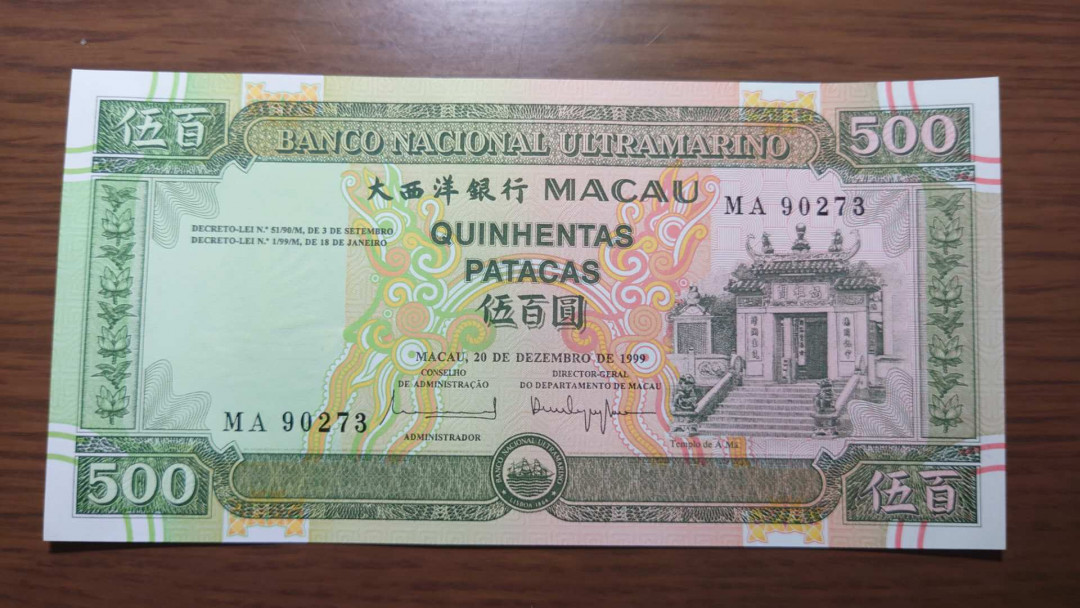 伍百
BANCO NACIONAL ULTRAMARINO
500
大西洋銀行 MACAU
MA 90273
DECRETO-LEI N.º 51/90/M, DE 3 DE SETEMBRO
DECRETO-LEI N.º 1/99/M, DE 18 DE JANEIRO
QUINHENTAS
PATACAS
伍百圓
MACAU, 20 DE DEZEMBRO DE 1999
CONSELHO
DE ADMINISTRAÇÃO
DIRECTOR-GERAL
DO DEPARTAMENTO DE MACAU
MA 90273
ADMINISTRADOR
Templo de A Má
BANCO NACIONAL ULTRAMARINO
500
伍百